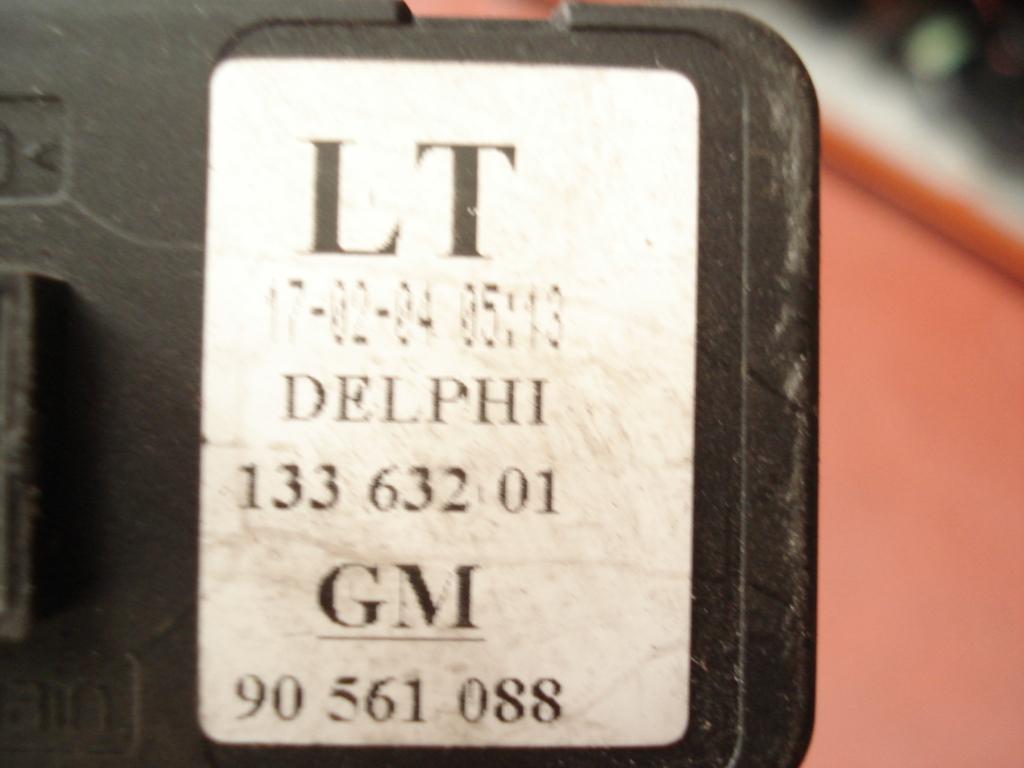 LT
17-02-04 05:13
DELPHI
133 632 01
GM
90 561 088